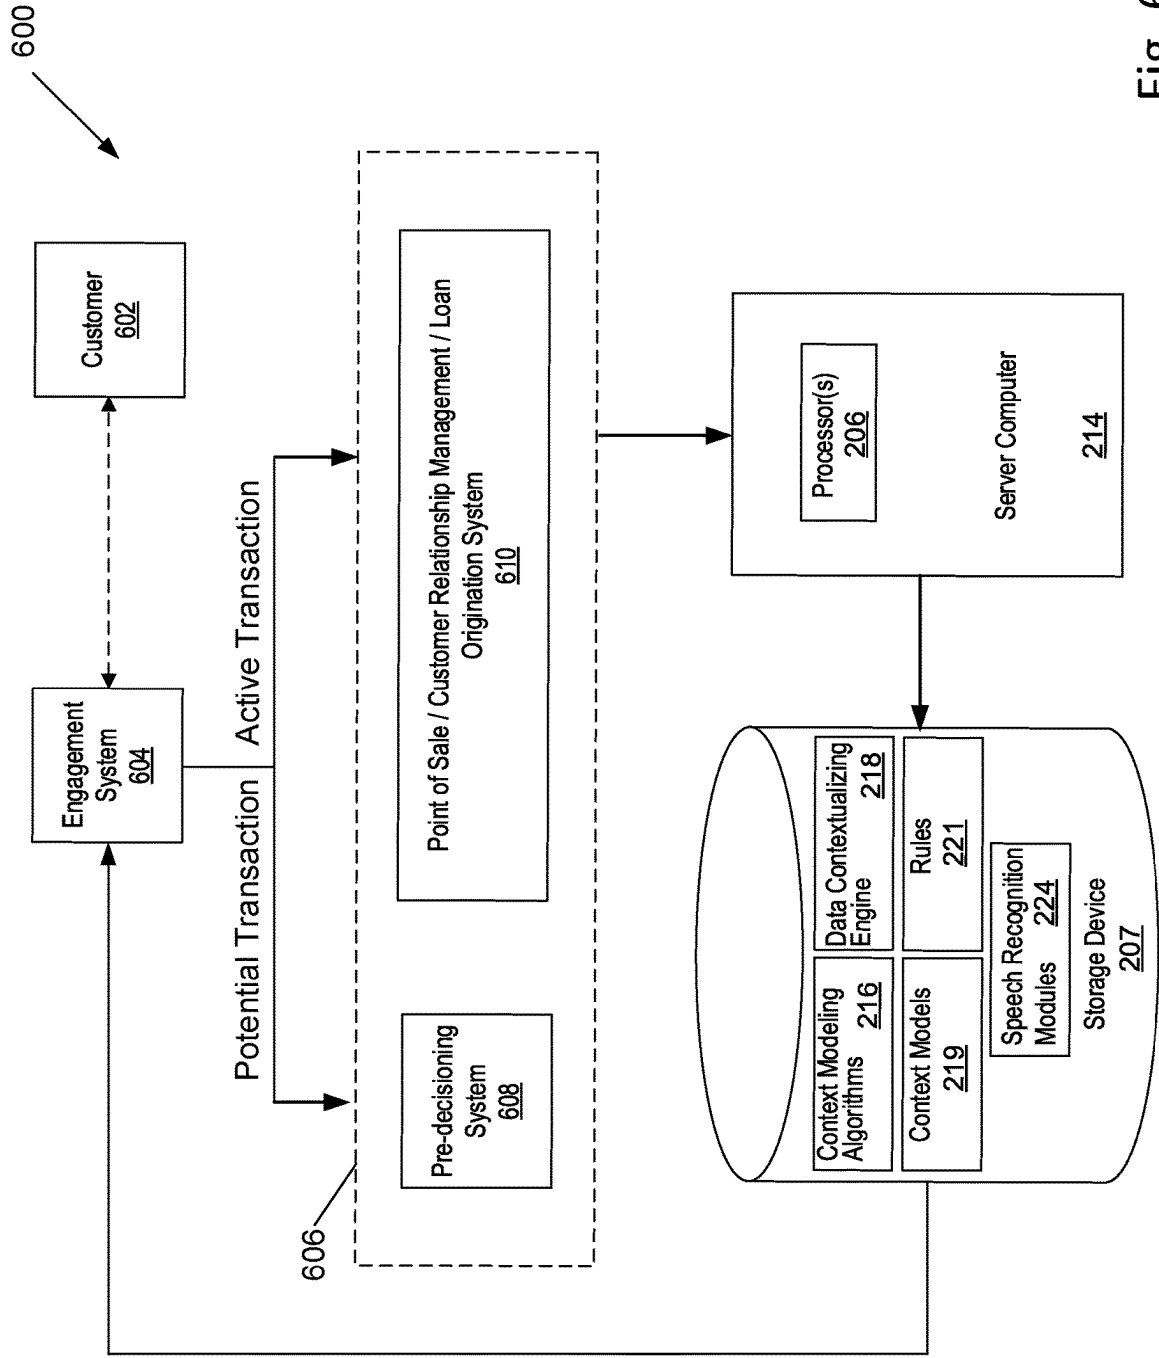 600
Customer
602
Engagement
System
604
Active Transaction
Potential Transaction
606
Point of Sale / Customer Relationship Management / Loan
Origination System
610
Pre-decisioning
System
608
Processor(s)
206
Server Computer
214
Context Modeling
Algorithms 216
Data Contextualizing
Engine 218
Context Models
219
Rules
221
Speech Recognition
Modules 224
Storage Device
207
Fig.